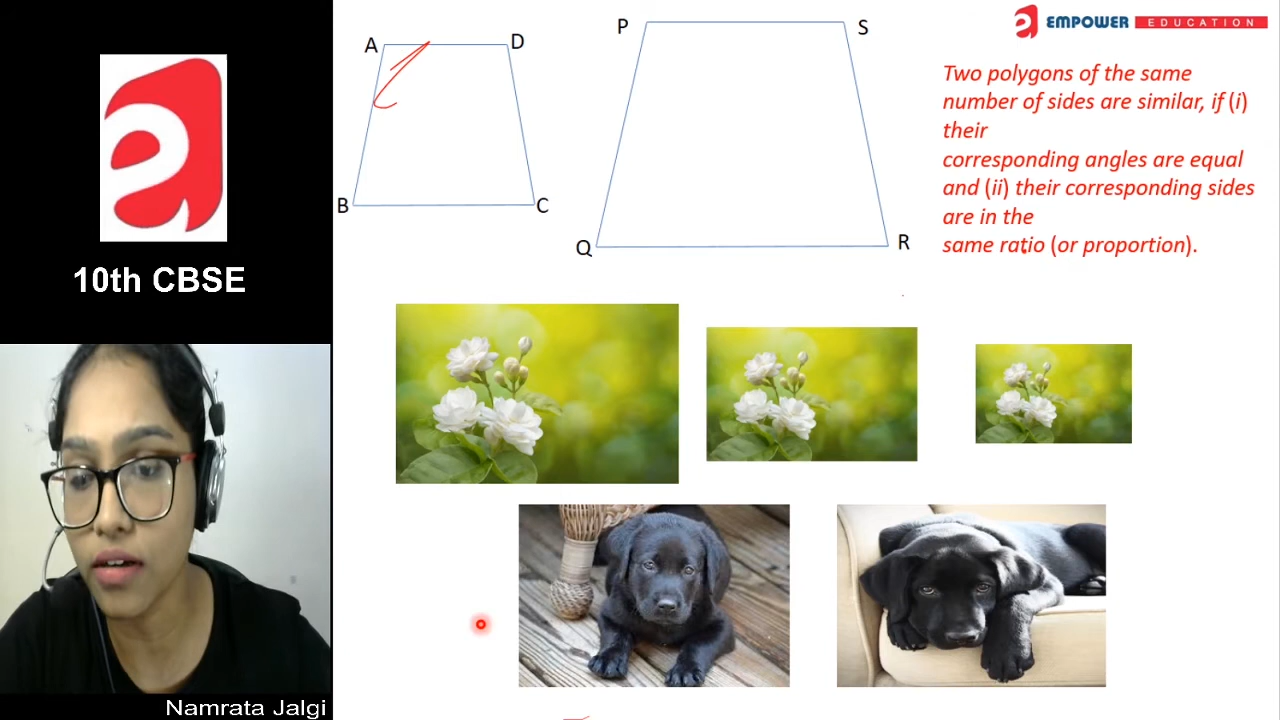 10th CBSE
Namrata Jalgi
A
D
B
C
P
S
Q
R
EMPOWER EDUCATION
Two polygons of the same
number of sides are similar, if (i)
their
corresponding angles are equal
and (ii) their corresponding sides
are in the
same ratio (or proportion).